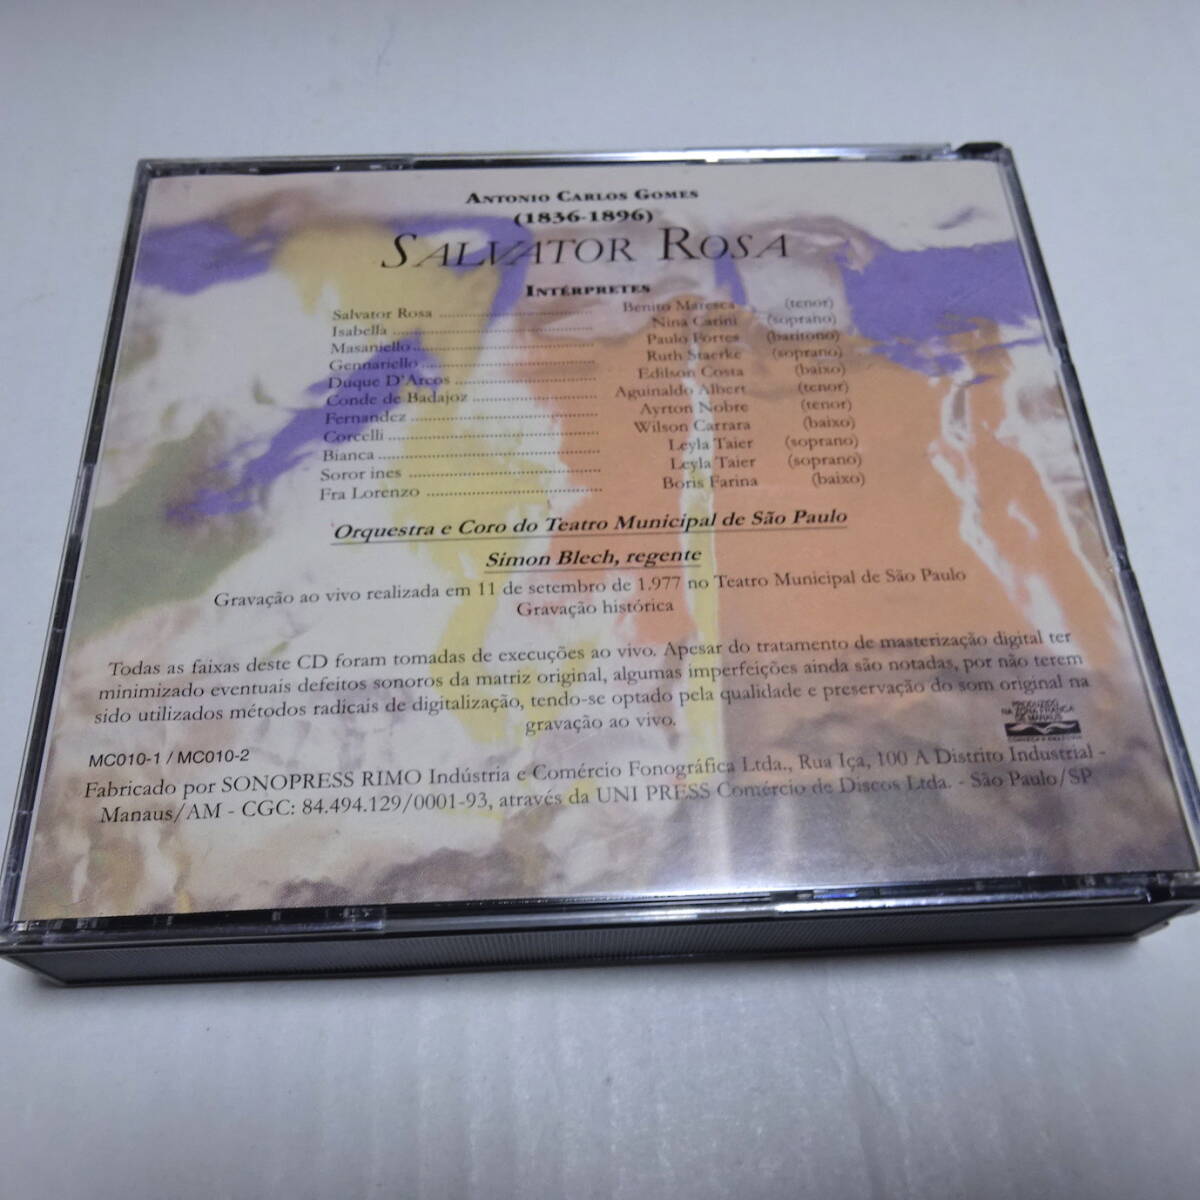 ANTONIO CARLOS GOMES
(1836-1896)
SALVATOR ROSA
INTÉRPRETES
Salvator Rosa ........ Benito Maresca (tenor)
Isabella ........ Nina Carini (soprano)
Masaniello ........ Paulo Fortes (barítono)
Gennariello ........ Ruth Staerke (soprano)
Duque D'Arcos ........ Edilson Costa (baixo)
Conde de Badajoz ........ Aguinaldo Albert (tenor)
Fernandez ........ Ayrton Nobre (tenor)
Corcelli ........ Wilson Carrara (baixo)
Bianca ........ Leyla Taier (soprano)
Soror ines ........ Leyla Taier (soprano)
Fra Lorenzo ........ Boris Farina (baixo)
Orquestra e Coro do Teatro Municipal de São Paulo
Simon Blech, regente
Gravação ao vivo realizada em 11 de setembro de 1.977 no Teatro Municipal de São Paulo
Gravação histórica
Todas as faixas deste CD foram tomadas de execuções ao vivo. Apesar do tratamento de masterização digital ter
minimizado eventuais defeitos sonoros da matriz original, algumas imperfeições ainda são notadas, por não terem
sido utilizados métodos radicais de digitalização, tendo-se optado pela qualidade e preservação do som original na
gravação ao vivo.
PRODUZIDO
NA ZONA FRANCA
DE MANAUS
CONHEÇA A AMAZÔNIA
MC010-1 / MC010-2
Fabricado por SONOPRESS RIMO Indústria e Comércio Fonográfica Ltda., Rua Iça, 100 A Distrito Industrial -
Manaus/AM - CGC: 84.494.129/0001-93, através da UNI PRESS Comércio de Discos Ltda. - São Paulo/SP